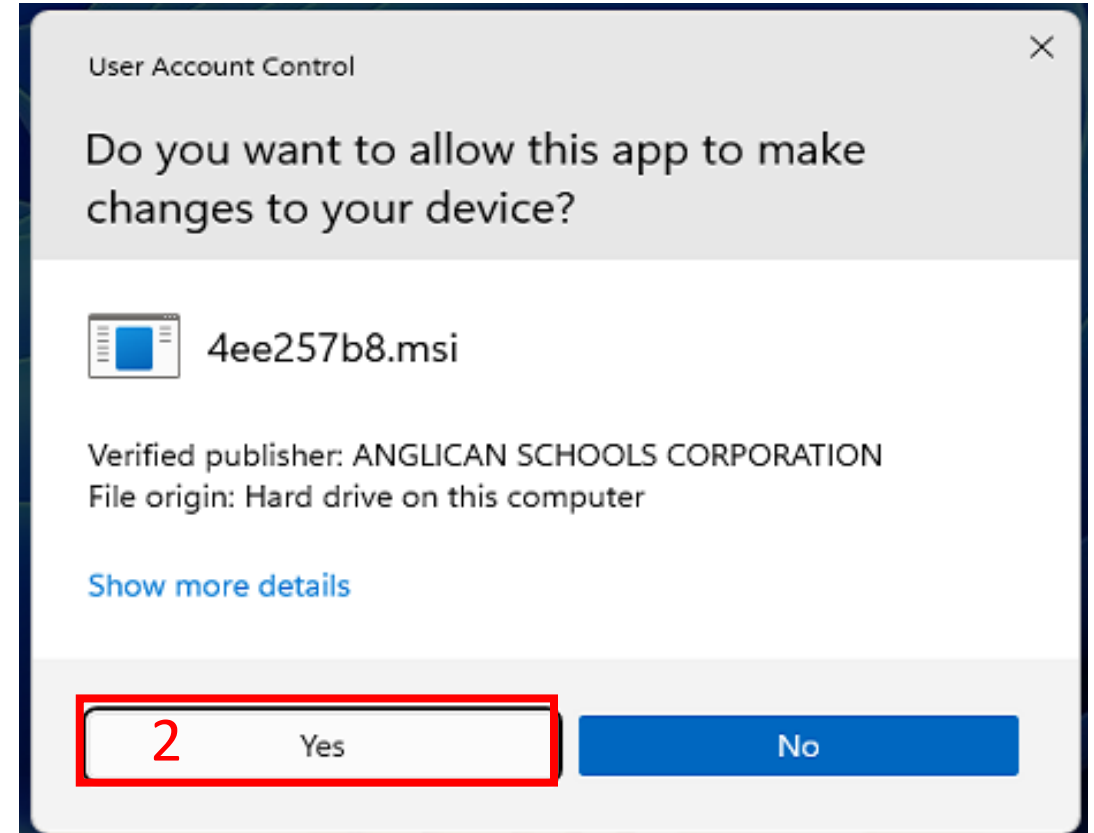 User Account Control
Do you want to allow this app to make
changes to your device?
4ee257b8.msi
Verified publisher: ANGLICAN SCHOOLS CORPORATION
File origin: Hard drive on this computer
Show more details
2 Yes No